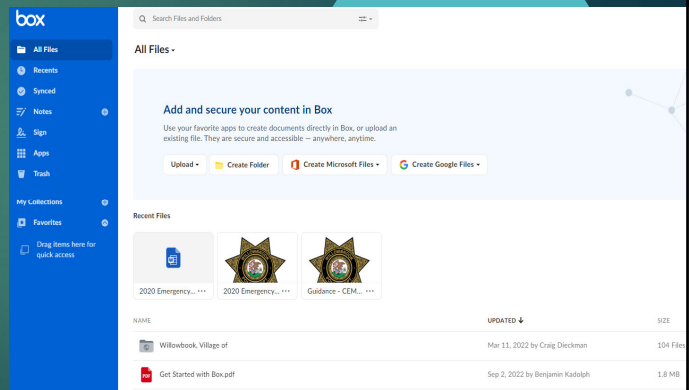 box
Search Files and Folders
All Files
Recents
Synced
Notes
Sign
Apps
Trash
My Collections
Favorites
Drag items here for
quick access
All Files
Add and secure your content in Box
Use your favorite apps to create documents directly in Box, or upload an
existing file. They are secure and accessible — anywhere, anytime.
Upload Create Folder Create Microsoft Files Create Google Files
Recent Files
2020 Emergency... 2020 Emergency... Guidance - CEM...
NAME UPDATED SIZE
Willowbook, Village of Mar 11, 2022 by Craig Dieckman 104 Files
PDF Get Started with Box.pdf Sep 2, 2022 by Benjamin Kadolph 1.8 MB